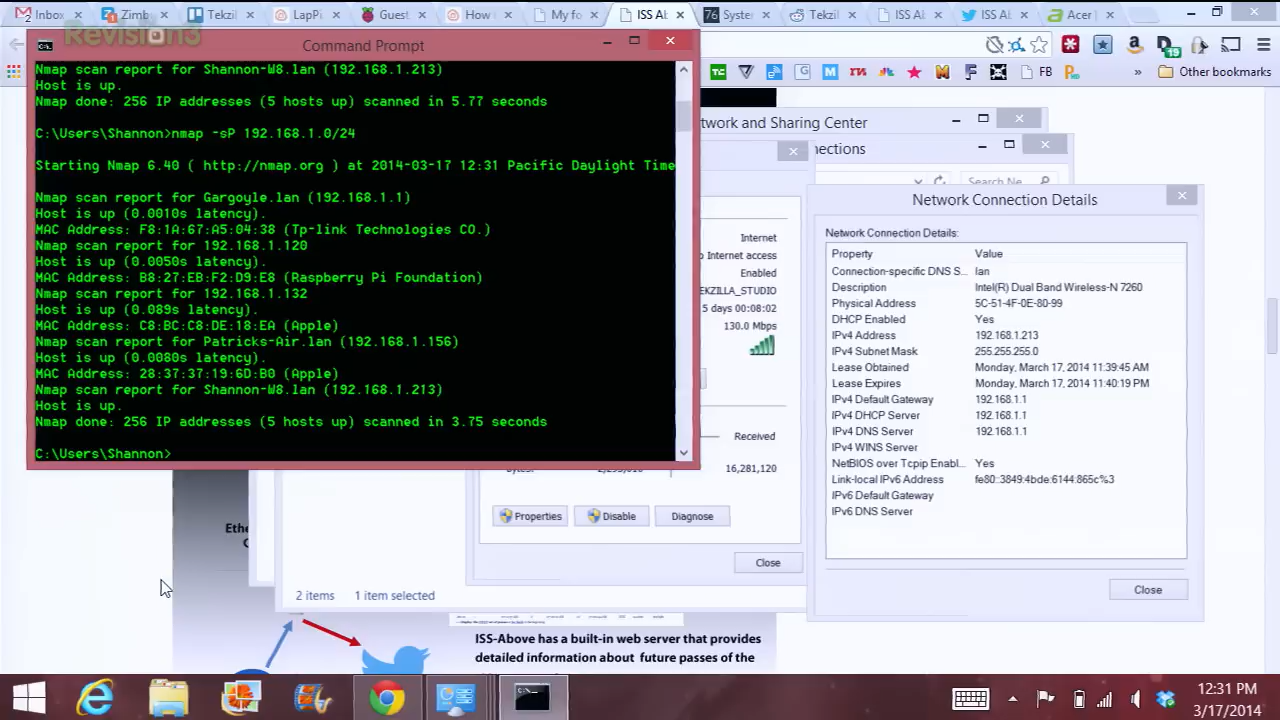 Inbox
Zimb
Tekzil
LapPi
Guest
How
My fo
ISS Ab
76 Syste
Tekzil
ISS Ab
ISS Ab
Acer
Revision3
Command Prompt
19
FB
»
Other bookmarks
Nmap scan report for Shannon-W8.lan (192.168.1.213)
Host is up.
Nmap done: 256 IP addresses (5 hosts up) scanned in 5.77 seconds
C:\Users\Shannon>nmap -sP 192.168.1.0/24
Starting Nmap 6.40 ( http://nmap.org ) at 2014-03-17 12:31 Pacific Daylight Time
Nmap scan report for Gargoyle.lan (192.168.1.1)
Host is up (0.0010s latency).
MAC Address: F8:1A:67:A5:04:38 (Tp-link Technologies CO.)
Nmap scan report for 192.168.1.120
Host is up (0.0050s latency).
MAC Address: B8:27:EB:F2:D9:E8 (Raspberry Pi Foundation)
Nmap scan report for 192.168.1.132
Host is up (0.089s latency).
MAC Address: C8:BC:C8:DE:18:EA (Apple)
Nmap scan report for Patricks-Air.lan (192.168.1.156)
Host is up (0.0080s latency).
MAC Address: 28:37:37:19:6D:B0 (Apple)
Nmap scan report for Shannon-W8.lan (192.168.1.213)
Host is up.
Nmap done: 256 IP addresses (5 hosts up) scanned in 3.75 seconds
C:\Users\Shannon>
twork and Sharing Center
nections
Search Ne
Internet
o Internet access
Enabled
EKZILLA_STUDIO
5 days 00:08:02
130.0 Mbps
Received
16,281,120
Properties
Disable
Diagnose
Close
Network Connection Details
Network Connection Details:
Property Value
Connection-specific DNS S... lan
Description Intel(R) Dual Band Wireless-N 7260
Physical Address 5C-51-4F-0E-80-99
DHCP Enabled Yes
IPv4 Address 192.168.1.213
IPv4 Subnet Mask 255.255.255.0
Lease Obtained Monday, March 17, 2014 11:39:45 AM
Lease Expires Monday, March 17, 2014 11:40:19 PM
IPv4 Default Gateway 192.168.1.1
IPv4 DHCP Server 192.168.1.1
IPv4 DNS Server 192.168.1.1
IPv4 WINS Server
NetBIOS over Tcpip Enabl... Yes
Link-local IPv6 Address fe80::3849:4bde:6144:865c%3
IPv6 Default Gateway
IPv6 DNS Server
Close
Ethe
2 items 1 item selected
ISS-Above has a built-in web server that provides
detailed information about future passes of the
12:31 PM
3/17/2014